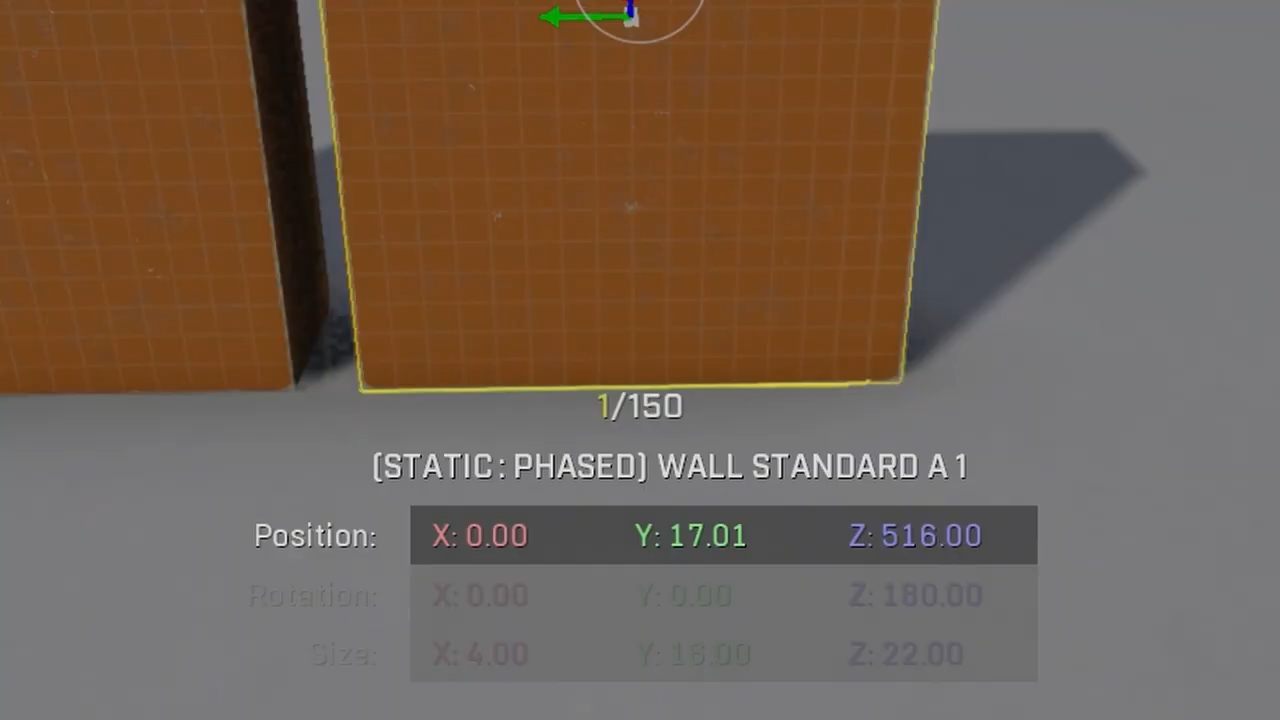 1/150
[STATIC : PHASED] WALL STANDARD A 1
Position: X: 0.00 Y: 17.01 Z: 516.00
Rotation: X: 0.00 Y: 0.00 Z: 180.00
Size: X: 4.00 Y: 16.00 Z: 22.00